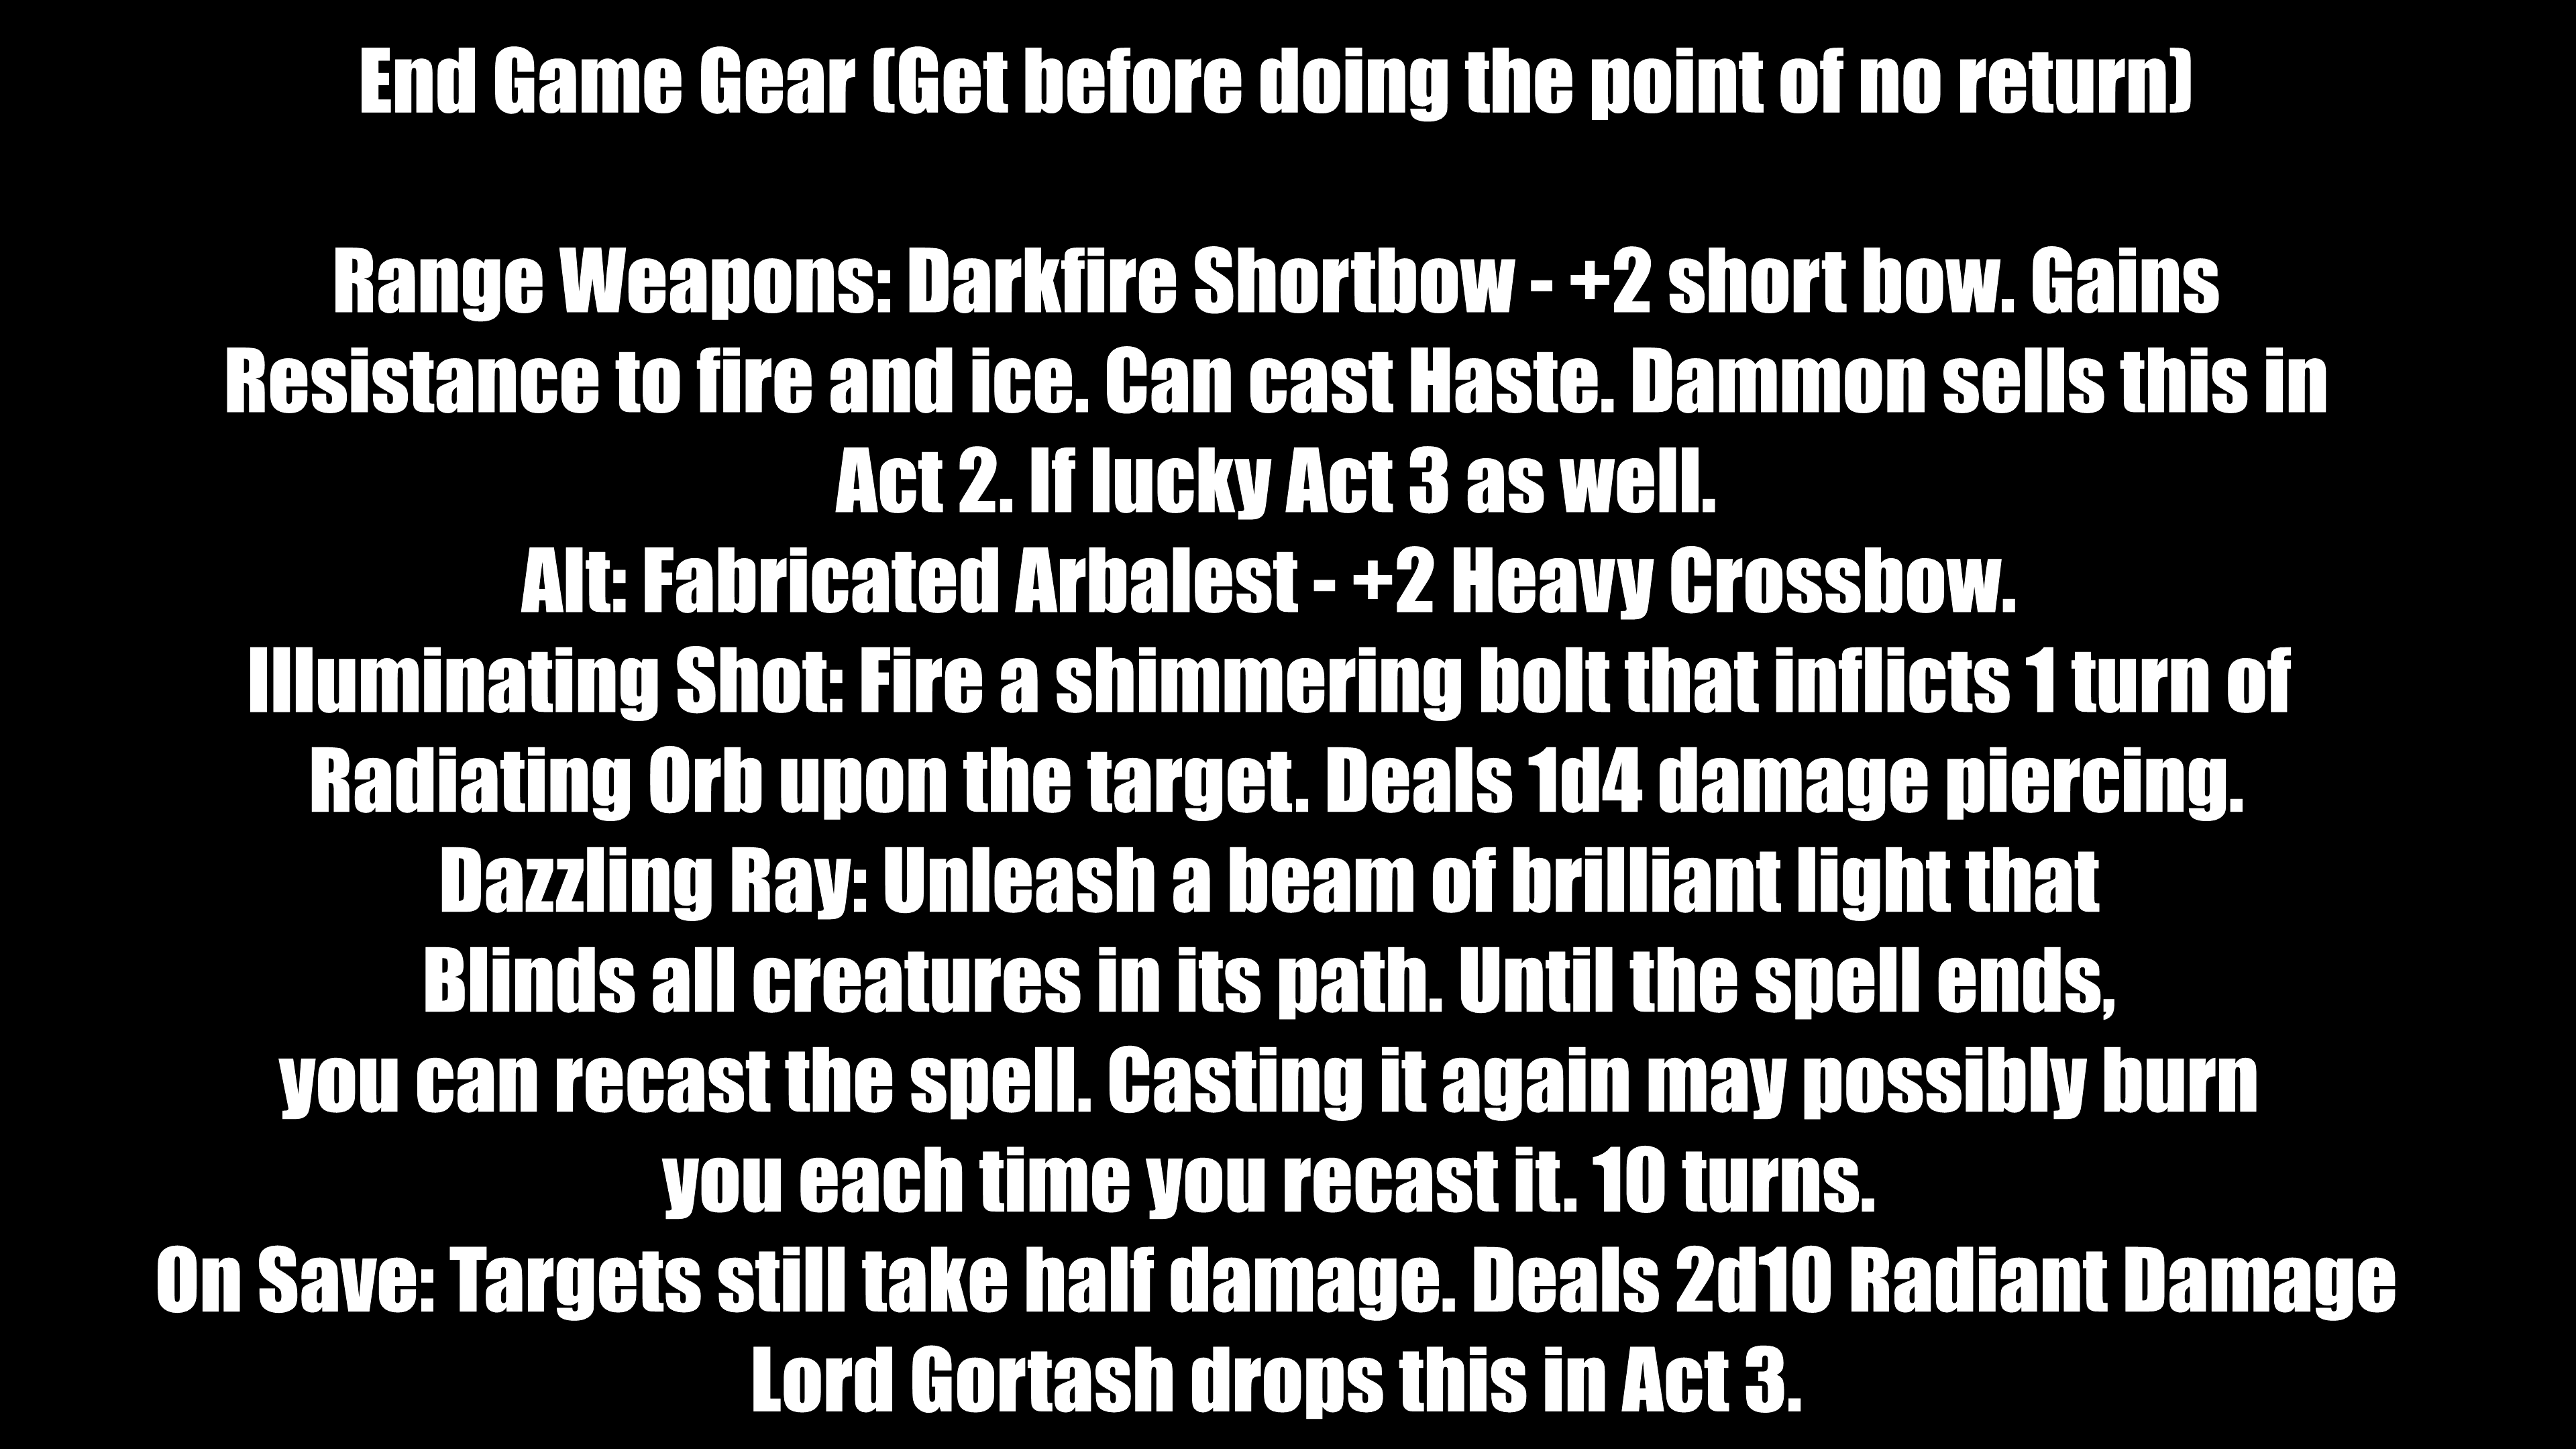 End Game Gear (Get before doing the point of no return)
Range Weapons: Darkfire Shortbow - +2 short bow. Gains
Resistance to fire and ice. Can cast Haste. Dammon sells this in
Act 2. If lucky Act 3 as well.
Alt: Fabricated Arbalest - +2 Heavy Crossbow.
Illuminating Shot: Fire a shimmering bolt that inflicts 1 turn of
Radiating Orb upon the target. Deals 1d4 damage piercing.
Dazzling Ray: Unleash a beam of brilliant light that
Blinds all creatures in its path. Until the spell ends,
you can recast the spell. Casting it again may possibly burn
you each time you recast it. 10 turns.
On Save: Targets still take half damage. Deals 2d10 Radiant Damage
Lord Gortash drops this in Act 3.